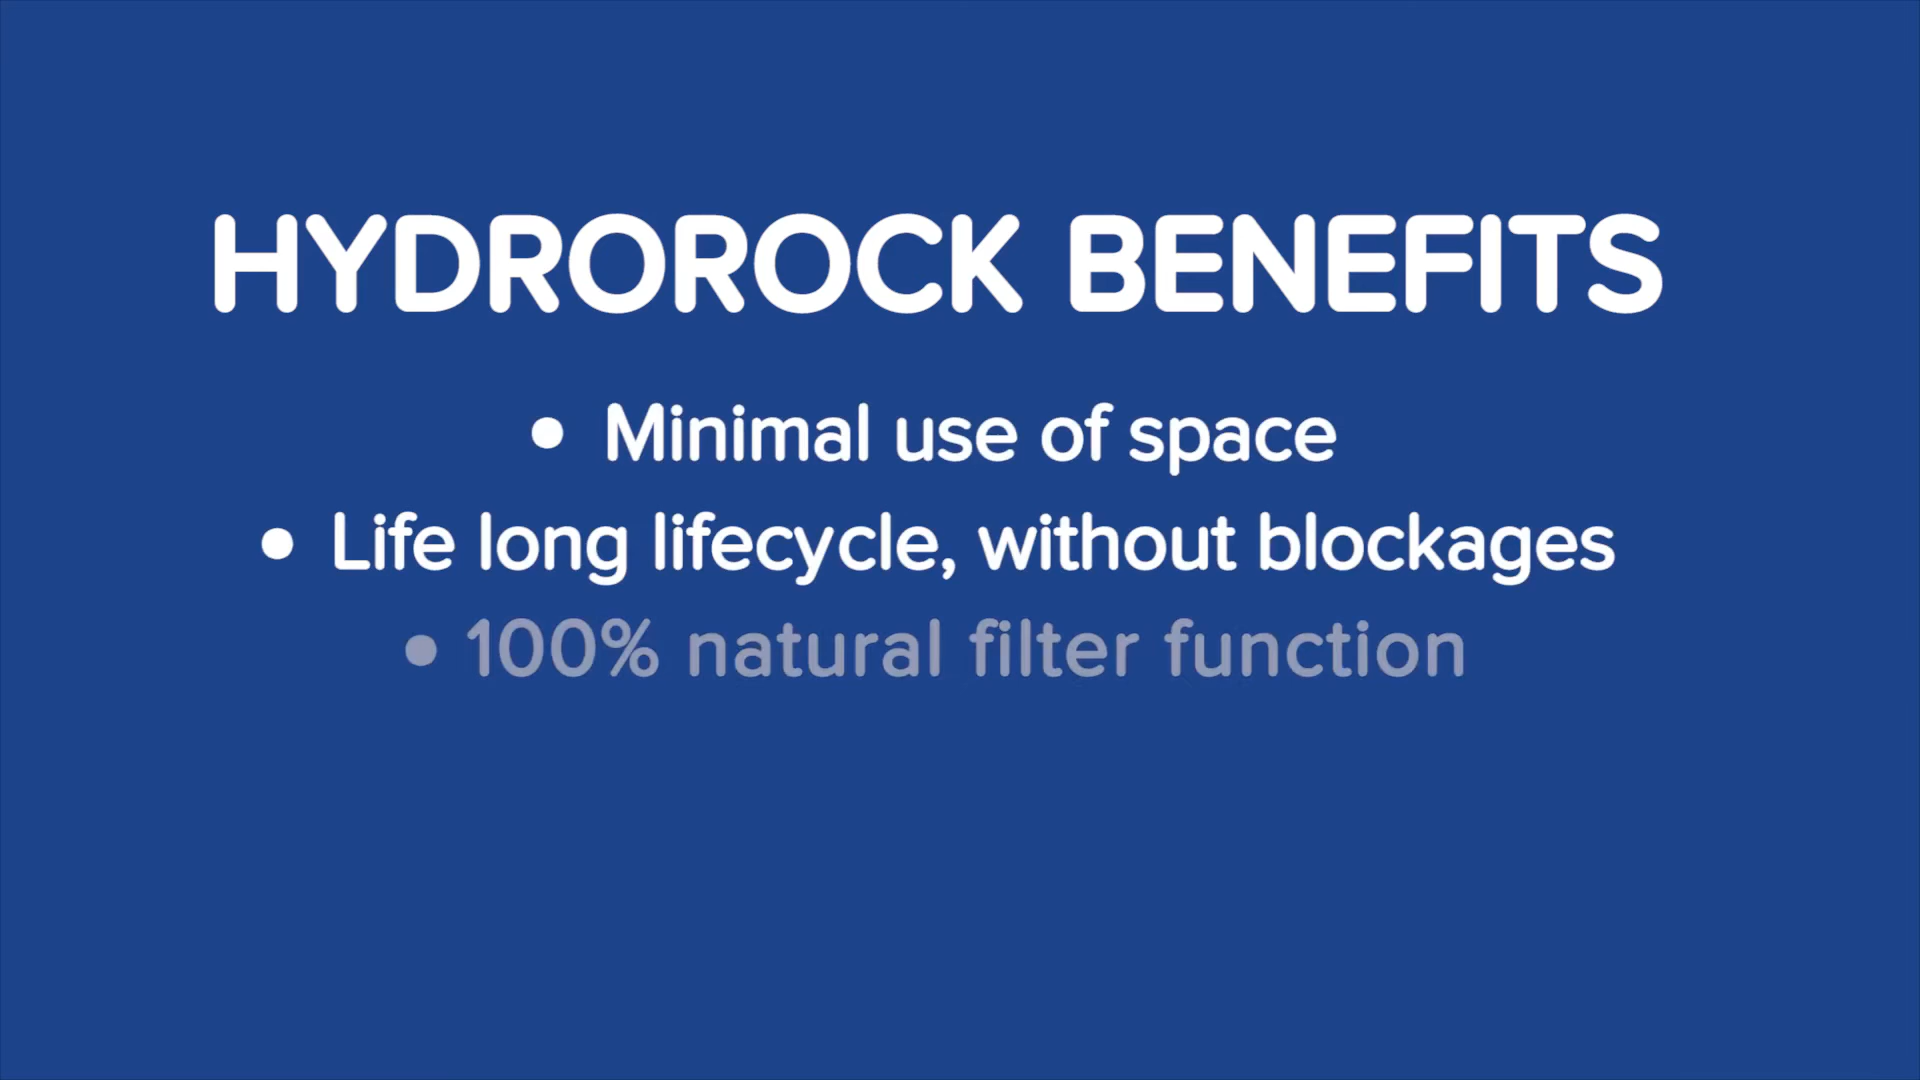 HYDROROCK BENEFITS
• Minimal use of space
• Life long lifecycle, without blockages
• 100% natural filter function